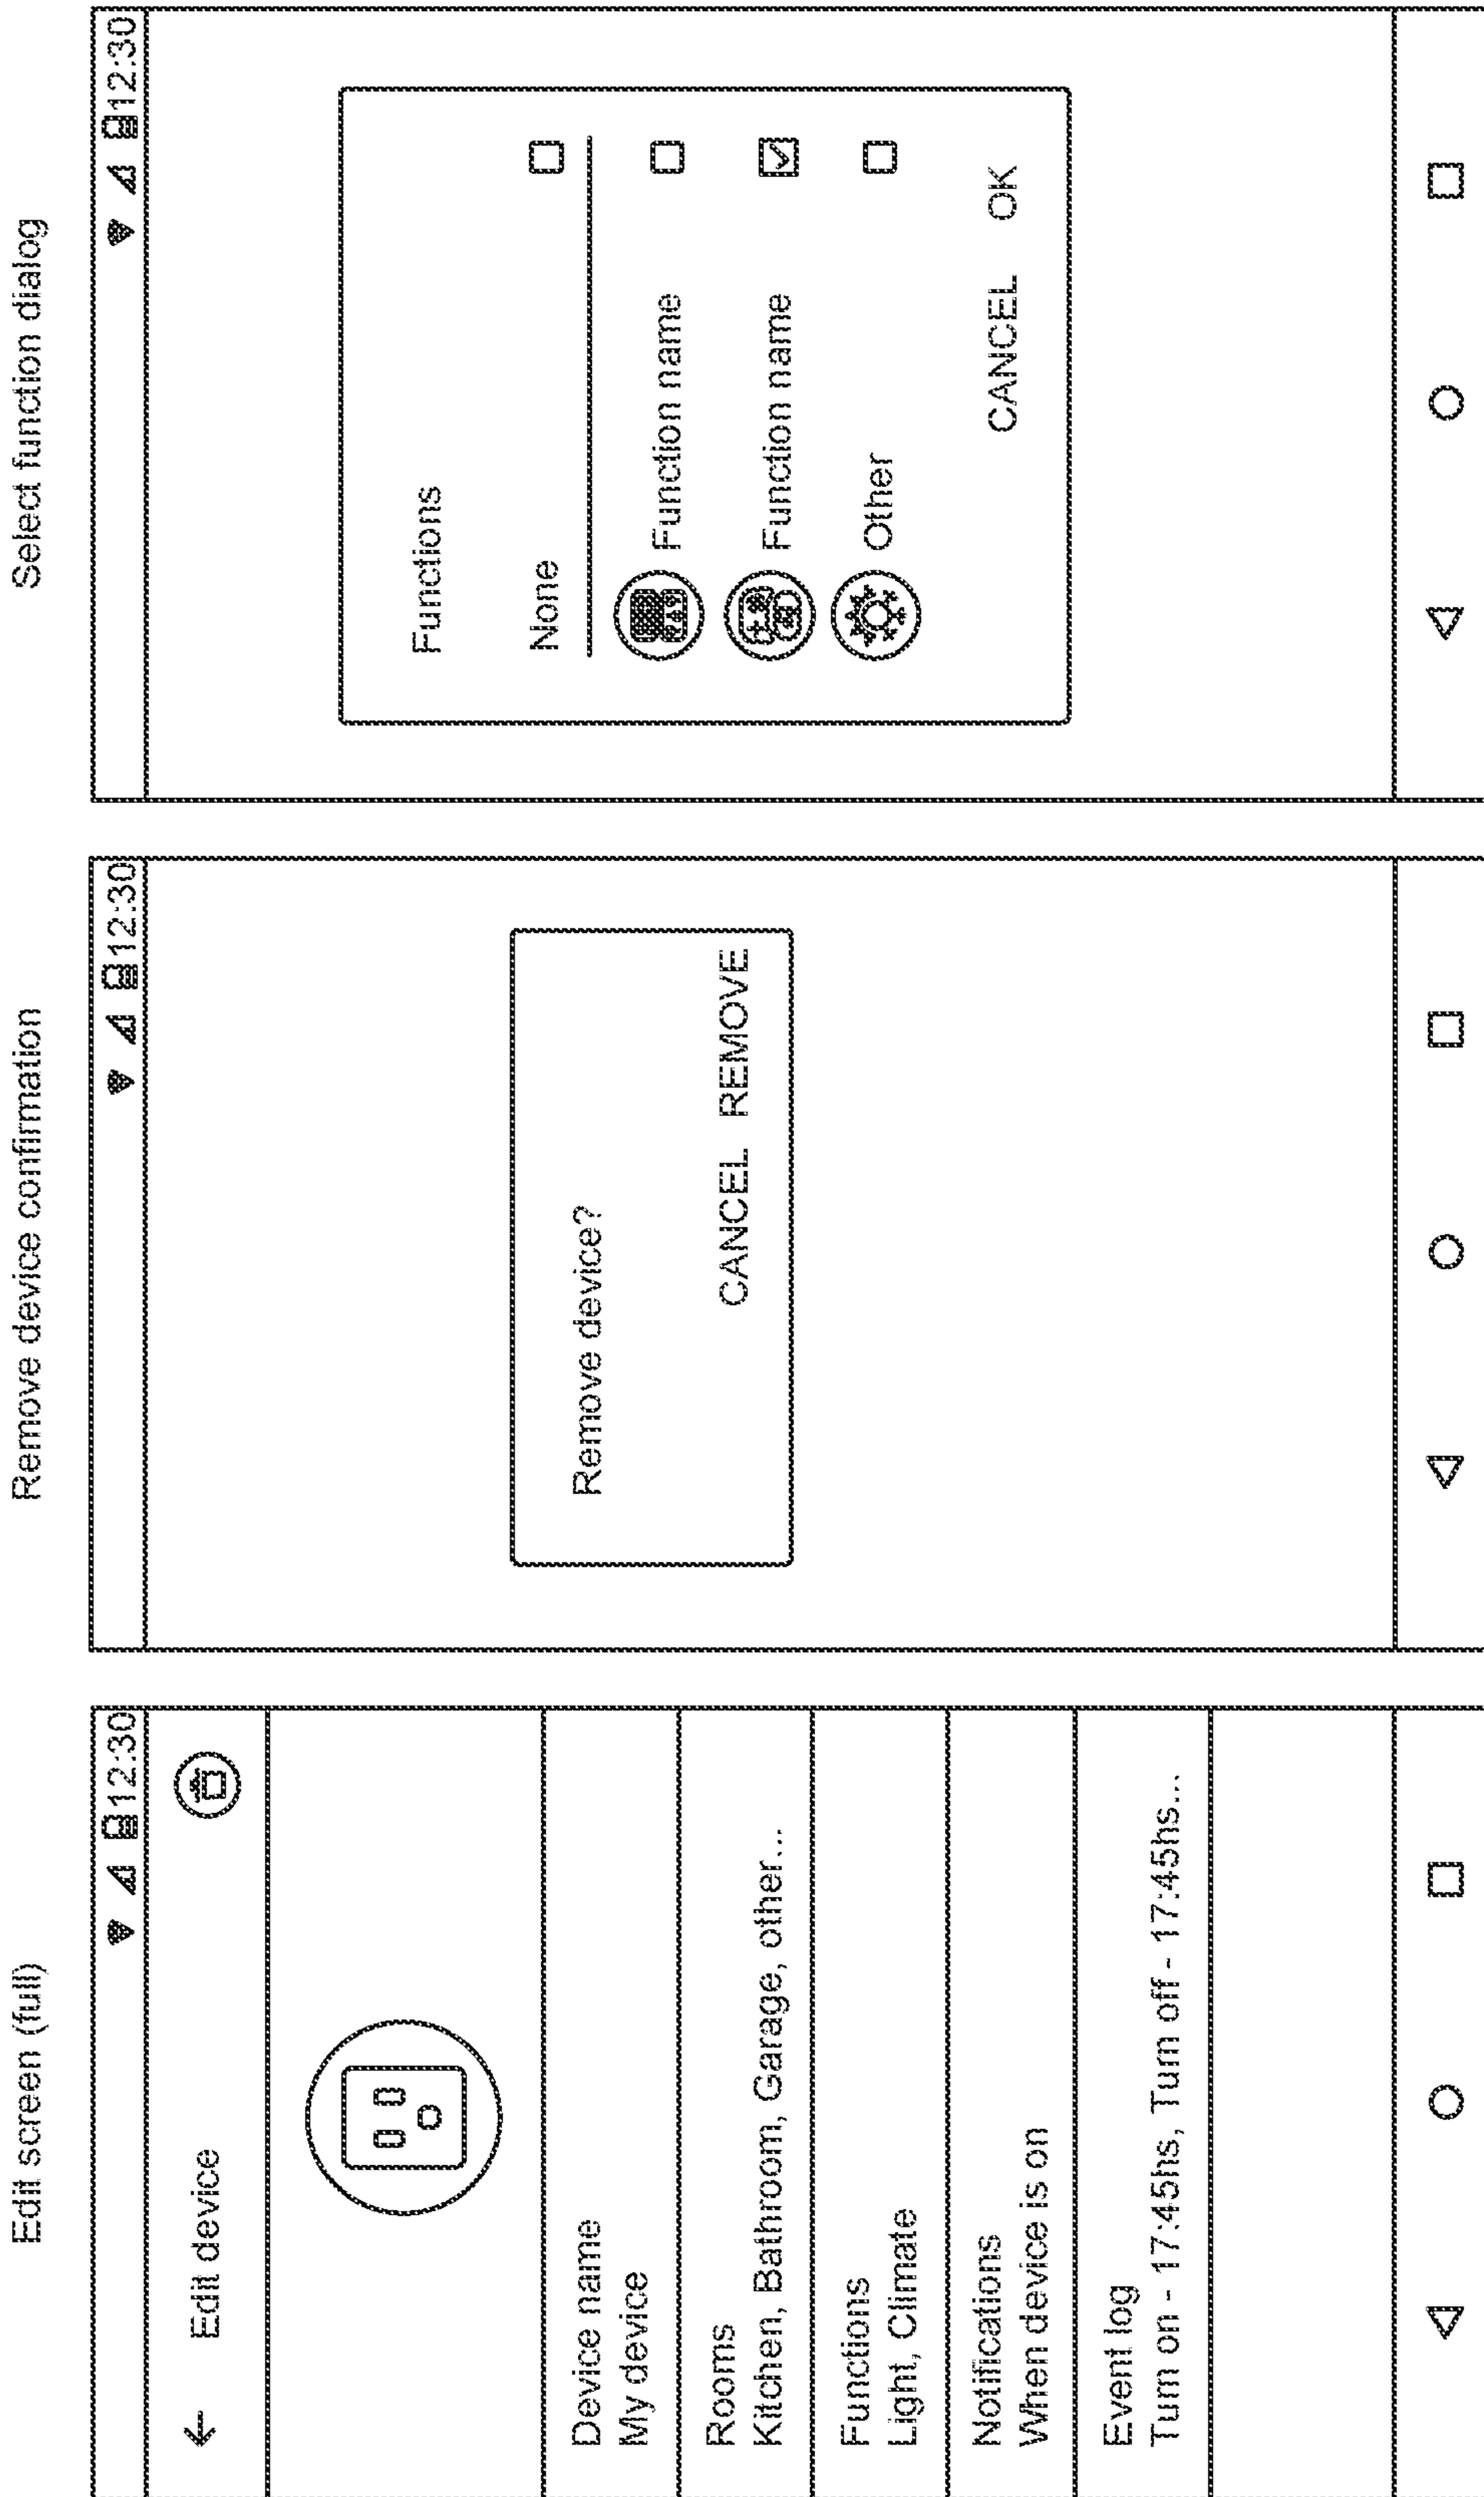 Edit screen (full)
12:30
Edit device
Device name
My device
Rooms
Kitchen, Bathroom, Garage, other...
Functions
Light, Climate
Notifications
When device is on
Event log
Turn on - 17:45hs, Turn off - 17:45hs...
Remove device confirmation
12:30
Remove device?
CANCEL REMOVE
Select function dialog
12:30
Functions
None
Function name
Function name
Other
CANCEL OK